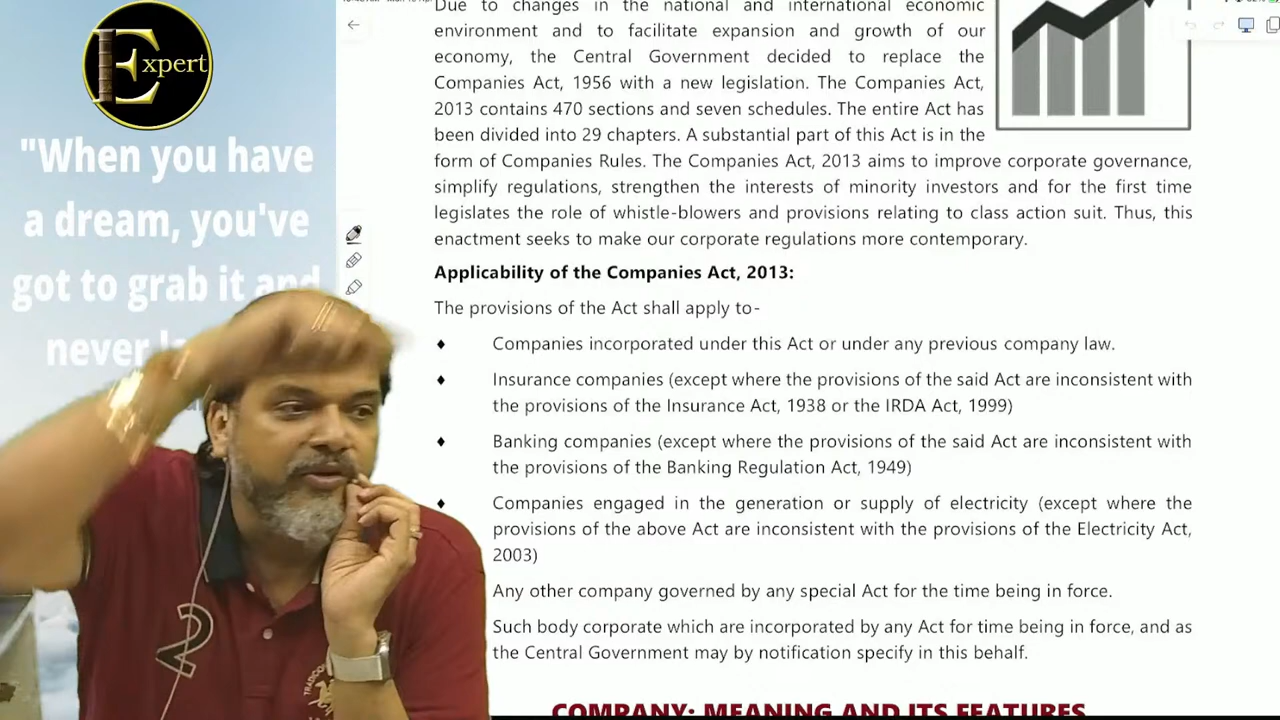 Expert
"When you have
a dream, you've
got to grab it and
never
Due to changes in the national and international economic
environment and to facilitate expansion and growth of our
economy, the Central Government decided to replace the
Companies Act, 1956 with a new legislation. The Companies Act,
2013 contains 470 sections and seven schedules. The entire Act has
been divided into 29 chapters. A substantial part of this Act is in the
form of Companies Rules. The Companies Act, 2013 aims to improve corporate governance,
simplify regulations, strengthen the interests of minority investors and for the first time
legislates the role of whistle-blowers and provisions relating to class action suit. Thus, this
enactment seeks to make our corporate regulations more contemporary.
Applicability of the Companies Act, 2013:
The provisions of the Act shall apply to-
Companies incorporated under this Act or under any previous company law.
Insurance companies (except where the provisions of the said Act are inconsistent with
the provisions of the Insurance Act, 1938 or the IRDA Act, 1999)
Banking companies (except where the provisions of the said Act are inconsistent with
the provisions of the Banking Regulation Act, 1949)
Companies engaged in the generation or supply of electricity (except where the
provisions of the above Act are inconsistent with the provisions of the Electricity Act,
2003)
Any other company governed by any special Act for the time being in force.
Such body corporate which are incorporated by any Act for time being in force, and as
the Central Government may by notification specify in this behalf.
COMPANY: MEANING AND ITS FEATURES
2